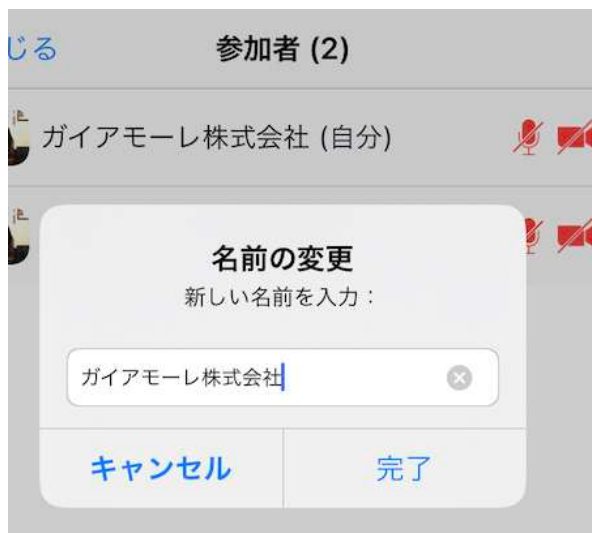 じる
参加者 (2)
ガイアモーレ株式会社 (自分)
名前の変更
新しい名前を入力：
ガイアモーレ株式会社
キャンセル
完了